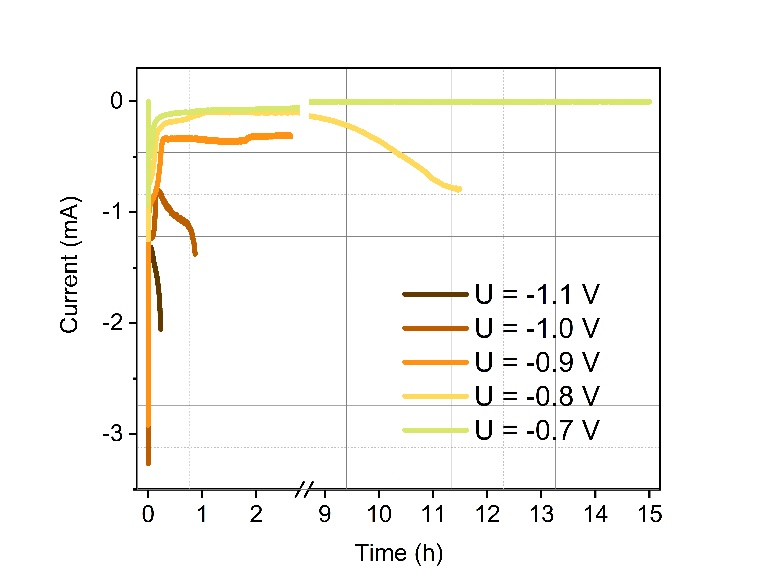 0
-1
-2
-3
Current (mA)
U = -1.1 V
U = -1.0 V
U = -0.9 V
U = -0.8 V
U = -0.7 V
0 1 2 9 10 11 12 13 14 15
Time (h)